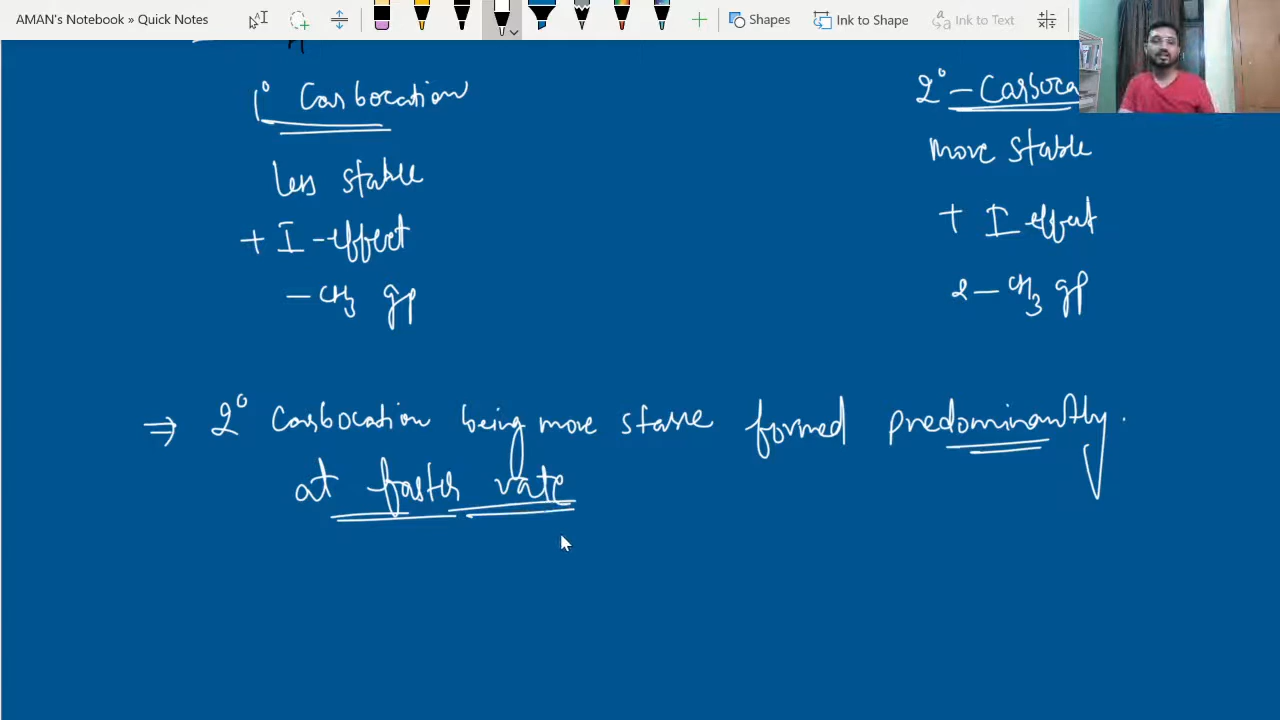 AMAN's Notebook » Quick Notes
Shapes
Ink to Shape
Ink to Text
1° Carbocation
less stable
+ I-effect
— CH3 gp
2° — Carboca
more stable
+ I effect
2 — CH3 gp
⇒ 2° Carbocation being more stable formed predominantly.
at faster rate